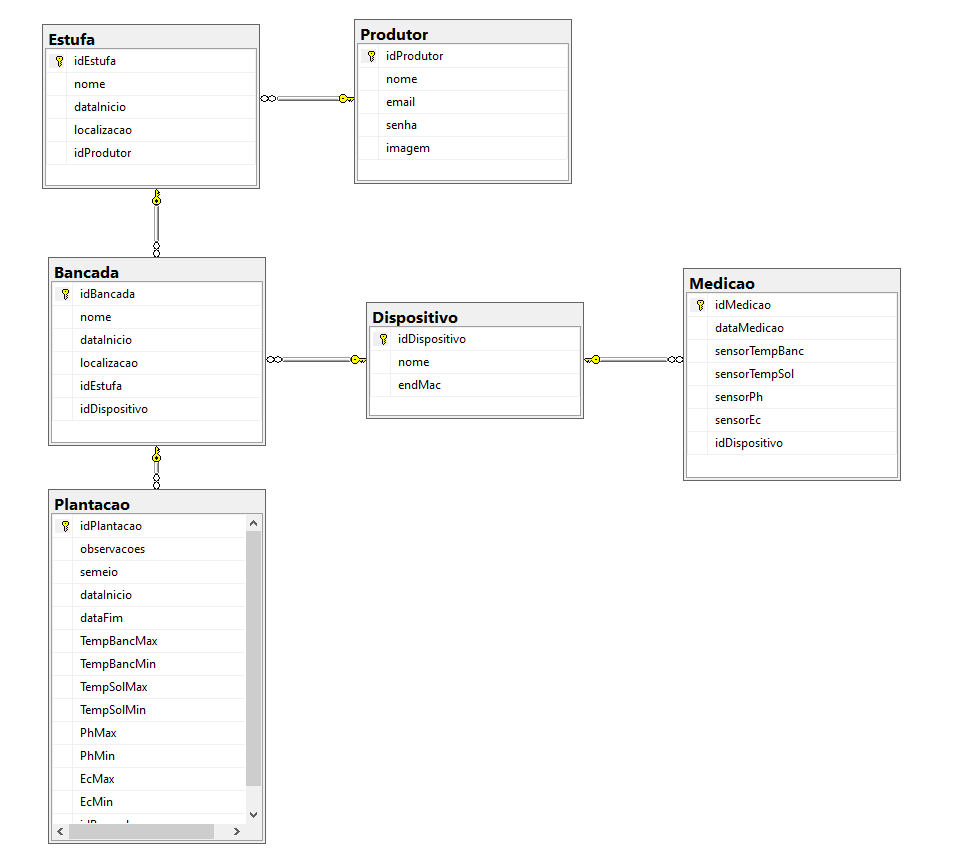 Estufa
idEstufa
nome
dataInicio
localizacao
idProdutor
Produtor
idProdutor
nome
email
senha
imagem
Bancada
idBancada
nome
dataInicio
localizacao
idEstufa
idDispositivo
Dispositivo
idDispositivo
nome
endMac
Medicao
idMedicao
dataMedicao
sensorTempBanc
sensorTempSol
sensorPh
sensorEc
idDispositivo
Plantacao
idPlantacao
observacoes
semeio
dataInicio
dataFim
TempBancMax
TempBancMin
TempSolMax
TempSolMin
PhMax
PhMin
EcMax
EcMin